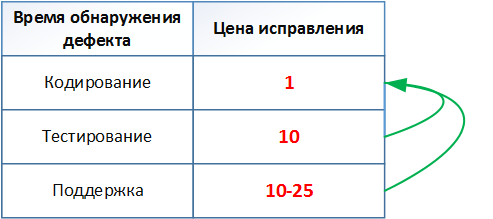 Время обнаружения
дефекта
Цена исправления
Кодирование
1
Тестирование
10
Поддержка
10-25